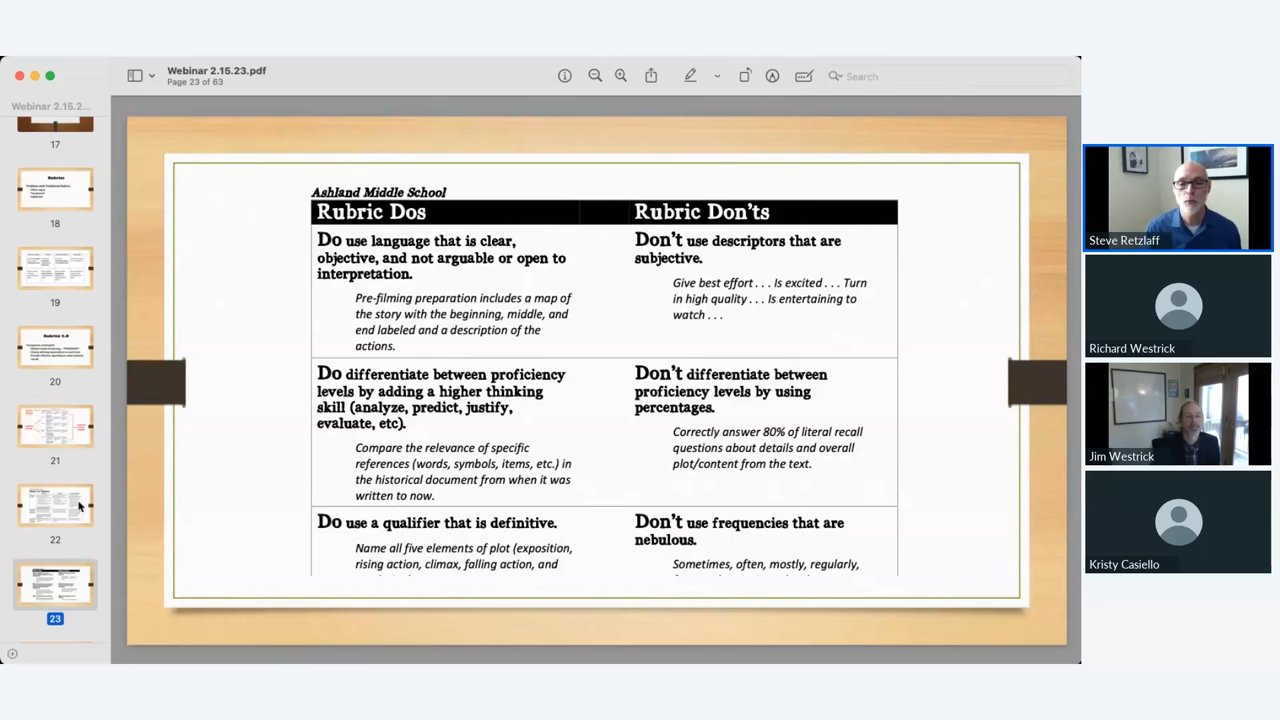 Webinar 2.15.23.pdf
Page 23 of 63
Search
Webinar 2.15.2...
17
18
19
20
21
22
23
Ashland Middle School
Rubric Dos
Rubric Don'ts
Do use language that is clear,
objective, and not arguable or open to
interpretation.
Pre-filming preparation includes a map of
the story with the beginning, middle, and
end labeled and a description of the
actions.
Don't use descriptors that are
subjective.
Give best effort . . . Is excited . . . Turn
in high quality . . . Is entertaining to
watch . . .
Do differentiate between proficiency
levels by adding a higher thinking
skill (analyze, predict, justify,
evaluate, etc).
Compare the relevance of specific
references (words, symbols, items, etc.) in
the historical document from when it was
written to now.
Don't differentiate between
proficiency levels by using
percentages.
Correctly answer 80% of literal recall
questions about details and overall
plot/content from the text.
Do use a qualifier that is definitive.
Name all five elements of plot (exposition,
rising action, climax, falling action, and
Don't use frequencies that are
nebulous.
Sometimes, often, mostly, regularly,
Steve Retzlaff
Richard Westrick
Jim Westrick
Kristy Casiello